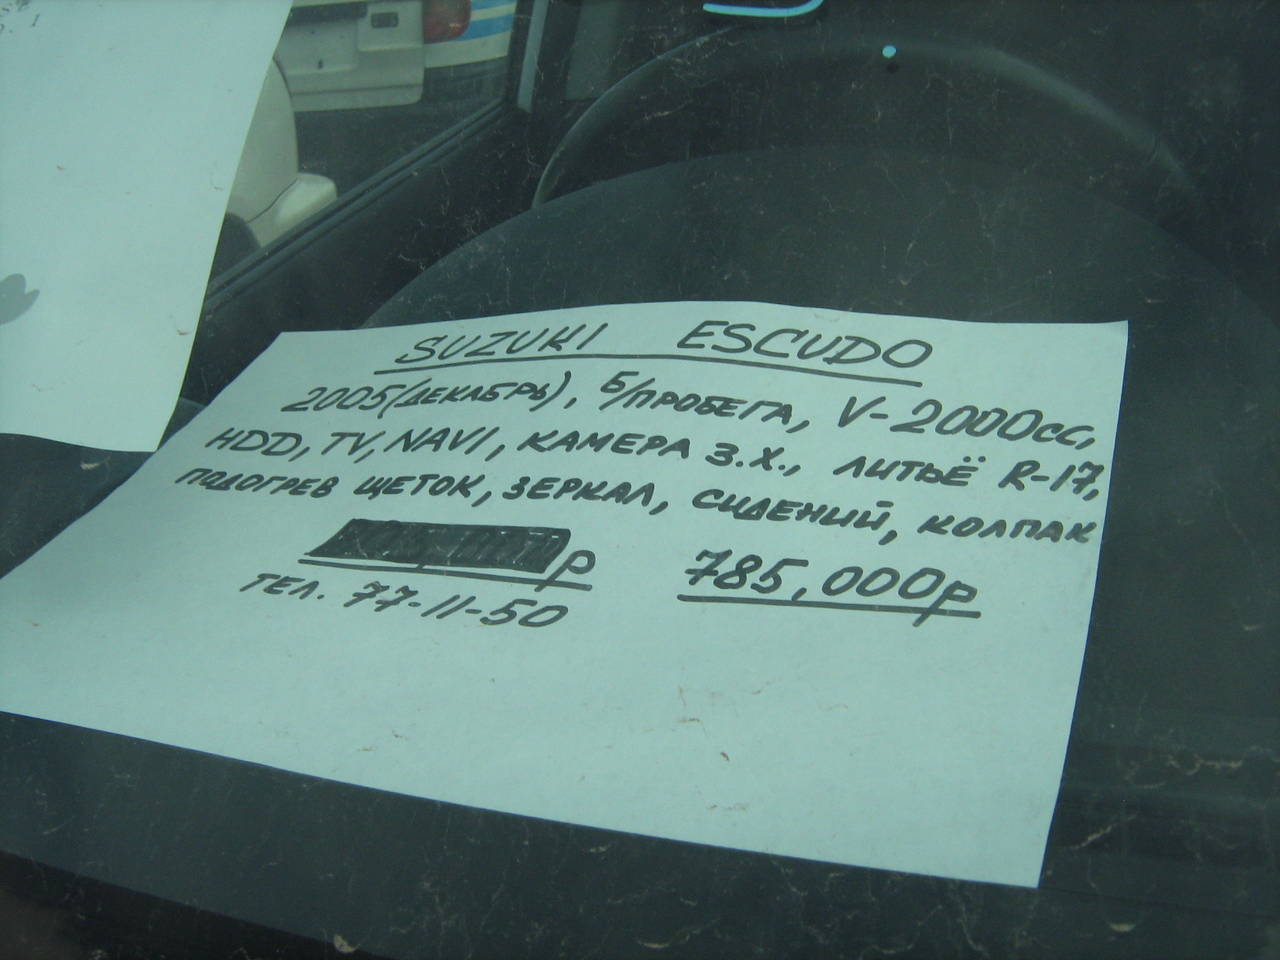 SUZUKI ESCUDO
2005(ДЕКАБРЬ), Б/ПРОБЕГА, V-2000сс,
HDD, TV, NAVI, КАМЕРА З.Х., ЛИТЬЁ R-17,
ПОДОГРЕВ ЩЕТОК, ЗЕРКАЛ, СИДЕНИЙ, КОЛПАК
р 785,000р
ТЕЛ. 77-11-50